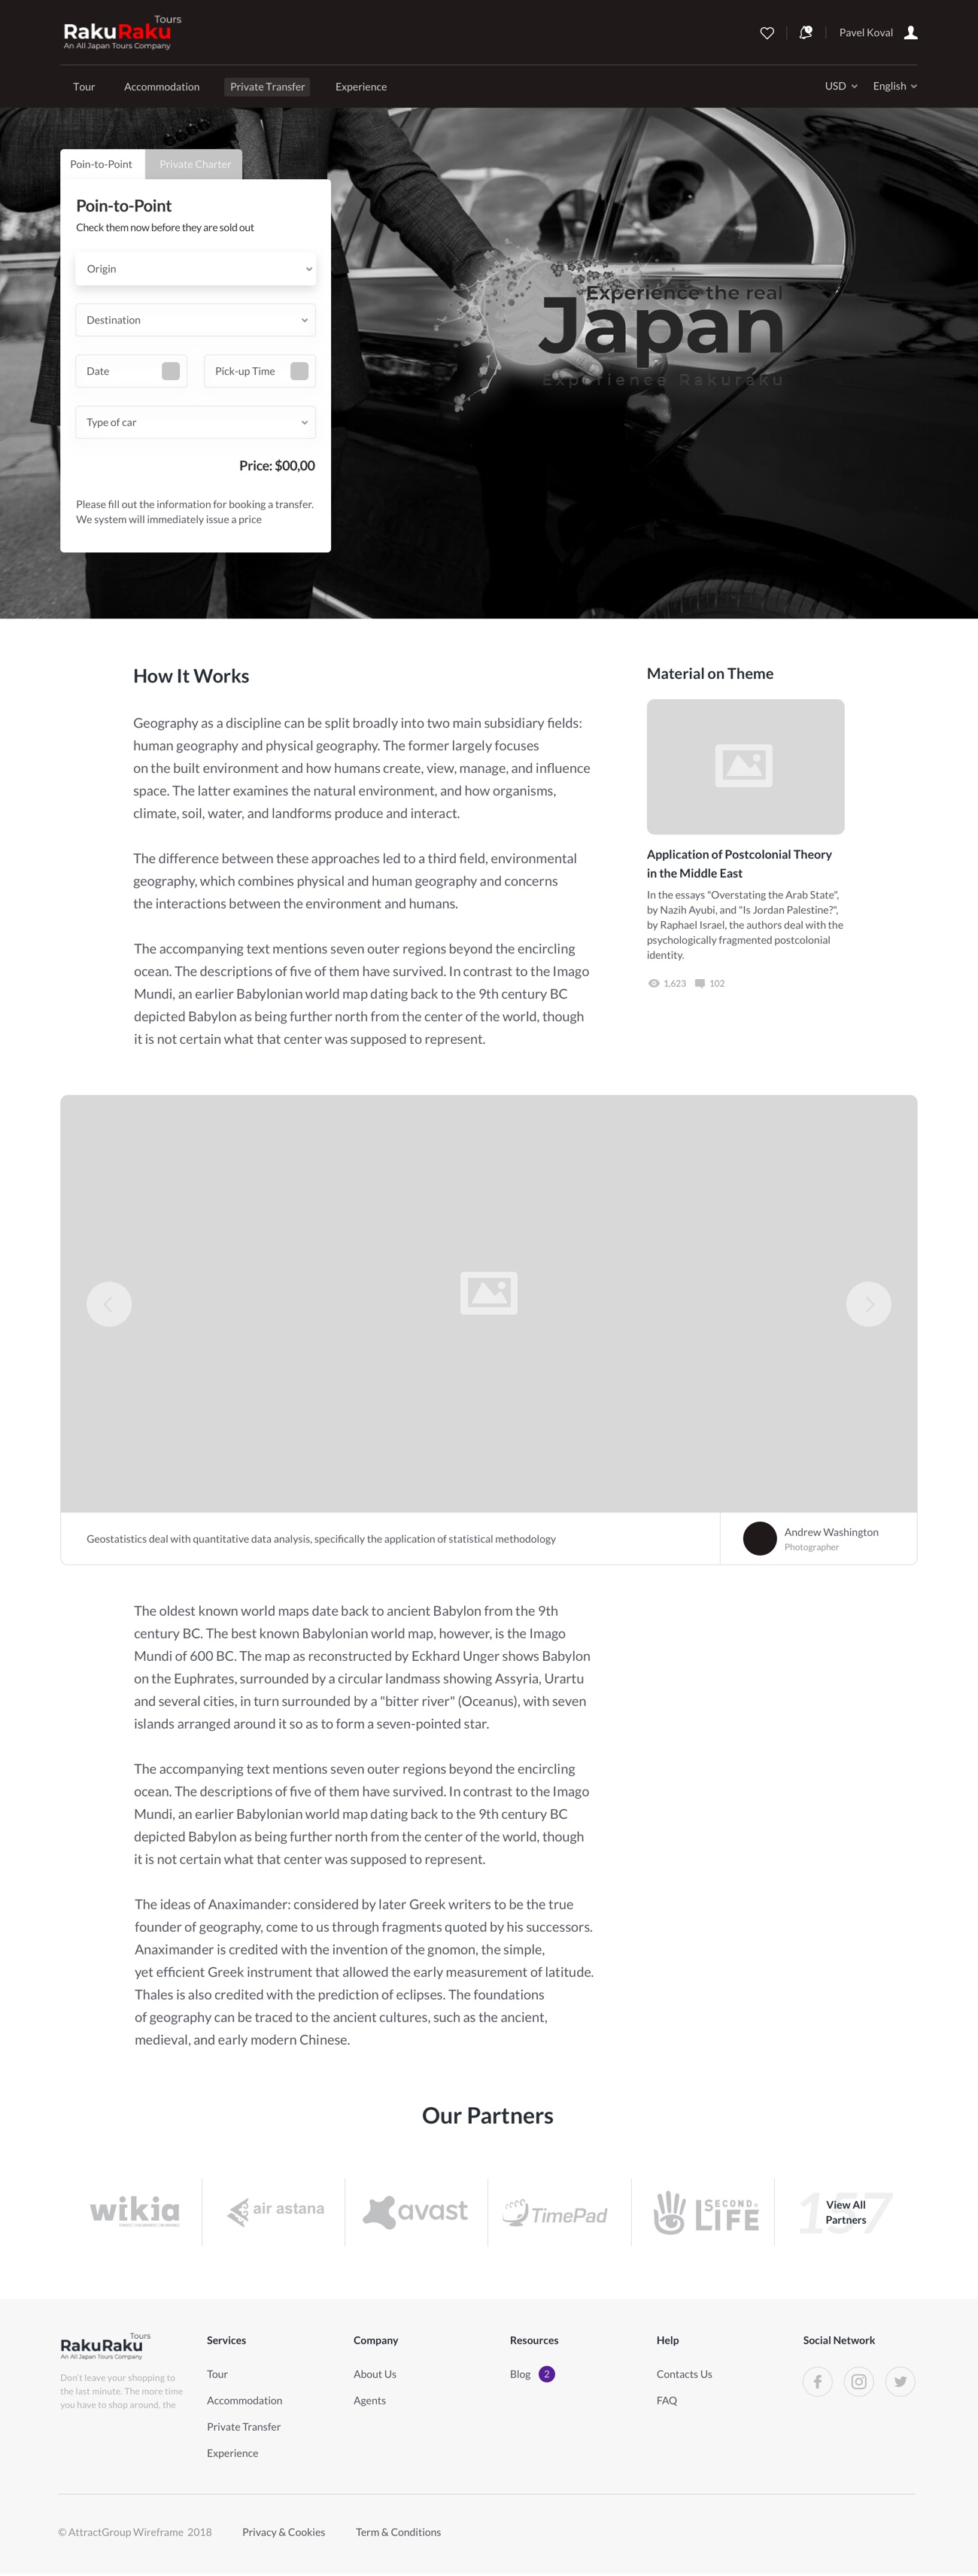 Tours
RakuRaku
An All Japan Tours Company
Pavel Koval
Tour Accommodation Private Transfer Experience USD English
Poin-to-Point Private Charter
Poin-to-Point
Check them now before they are sold out
Origin
Destination
Date Pick-up Time
Type of car
Price: $00,00
Please fill out the information for booking a transfer.
We system will immediately issue a price
Experience the real
Japan
Experience Rakuraku
How It Works
Geography as a discipline can be split broadly into two main subsidiary fields:
human geography and physical geography. The former largely focuses
on the built environment and how humans create, view, manage, and influence
space. The latter examines the natural environment, and how organisms,
climate, soil, water, and landforms produce and interact.
The difference between these approaches led to a third field, environmental
geography, which combines physical and human geography and concerns
the interactions between the environment and humans.
The accompanying text mentions seven outer regions beyond the encircling
ocean. The descriptions of five of them have survived. In contrast to the Imago
Mundi, an earlier Babylonian world map dating back to the 9th century BC
depicted Babylon as being further north from the center of the world, though
it is not certain what that center was supposed to represent.
Material on Theme
Application of Postcolonial Theory
in the Middle East
In the essays "Overstating the Arab State",
by Nazih Ayubi, and "Is Jordan Palestine?",
by Raphael Israel, the authors deal with the
psychologically fragmented postcolonial
identity.
1,623 102
Geostatistics deal with quantitative data analysis, specifically the application of statistical methodology
Andrew Washington
Photographer
The oldest known world maps date back to ancient Babylon from the 9th
century BC. The best known Babylonian world map, however, is the Imago
Mundi of 600 BC. The map as reconstructed by Eckhard Unger shows Babylon
on the Euphrates, surrounded by a circular landmass showing Assyria, Urartu
and several cities, in turn surrounded by a "bitter river" (Oceanus), with seven
islands arranged around it so as to form a seven-pointed star.
The accompanying text mentions seven outer regions beyond the encircling
ocean. The descriptions of five of them have survived. In contrast to the Imago
Mundi, an earlier Babylonian world map dating back to the 9th century BC
depicted Babylon as being further north from the center of the world, though
it is not certain what that center was supposed to represent.
The ideas of Anaximander: considered by later Greek writers to be the true
founder of geography, come to us through fragments quoted by his successors.
Anaximander is credited with the invention of the gnomon, the simple,
yet efficient Greek instrument that allowed the early measurement of latitude.
Thales is also credited with the prediction of eclipses. The foundations
of geography can be traced to the ancient cultures, such as the ancient,
medieval, and early modern Chinese.
Our Partners
wikia
air astana
avast
TimePad
SECOND
LIFE
157
View All
Partners
Tours
RakuRaku
An All Japan Tours Company
Don't leave your shopping to
the last minute. The more time
you have to shop around, the
Services
Tour
Accommodation
Private Transfer
Experience
Company
About Us
Agents
Resources
Blog 2
Help
Contacts Us
FAQ
Social Network
© AttractGroup Wireframe 2018 Privacy & Cookies Term & Conditions